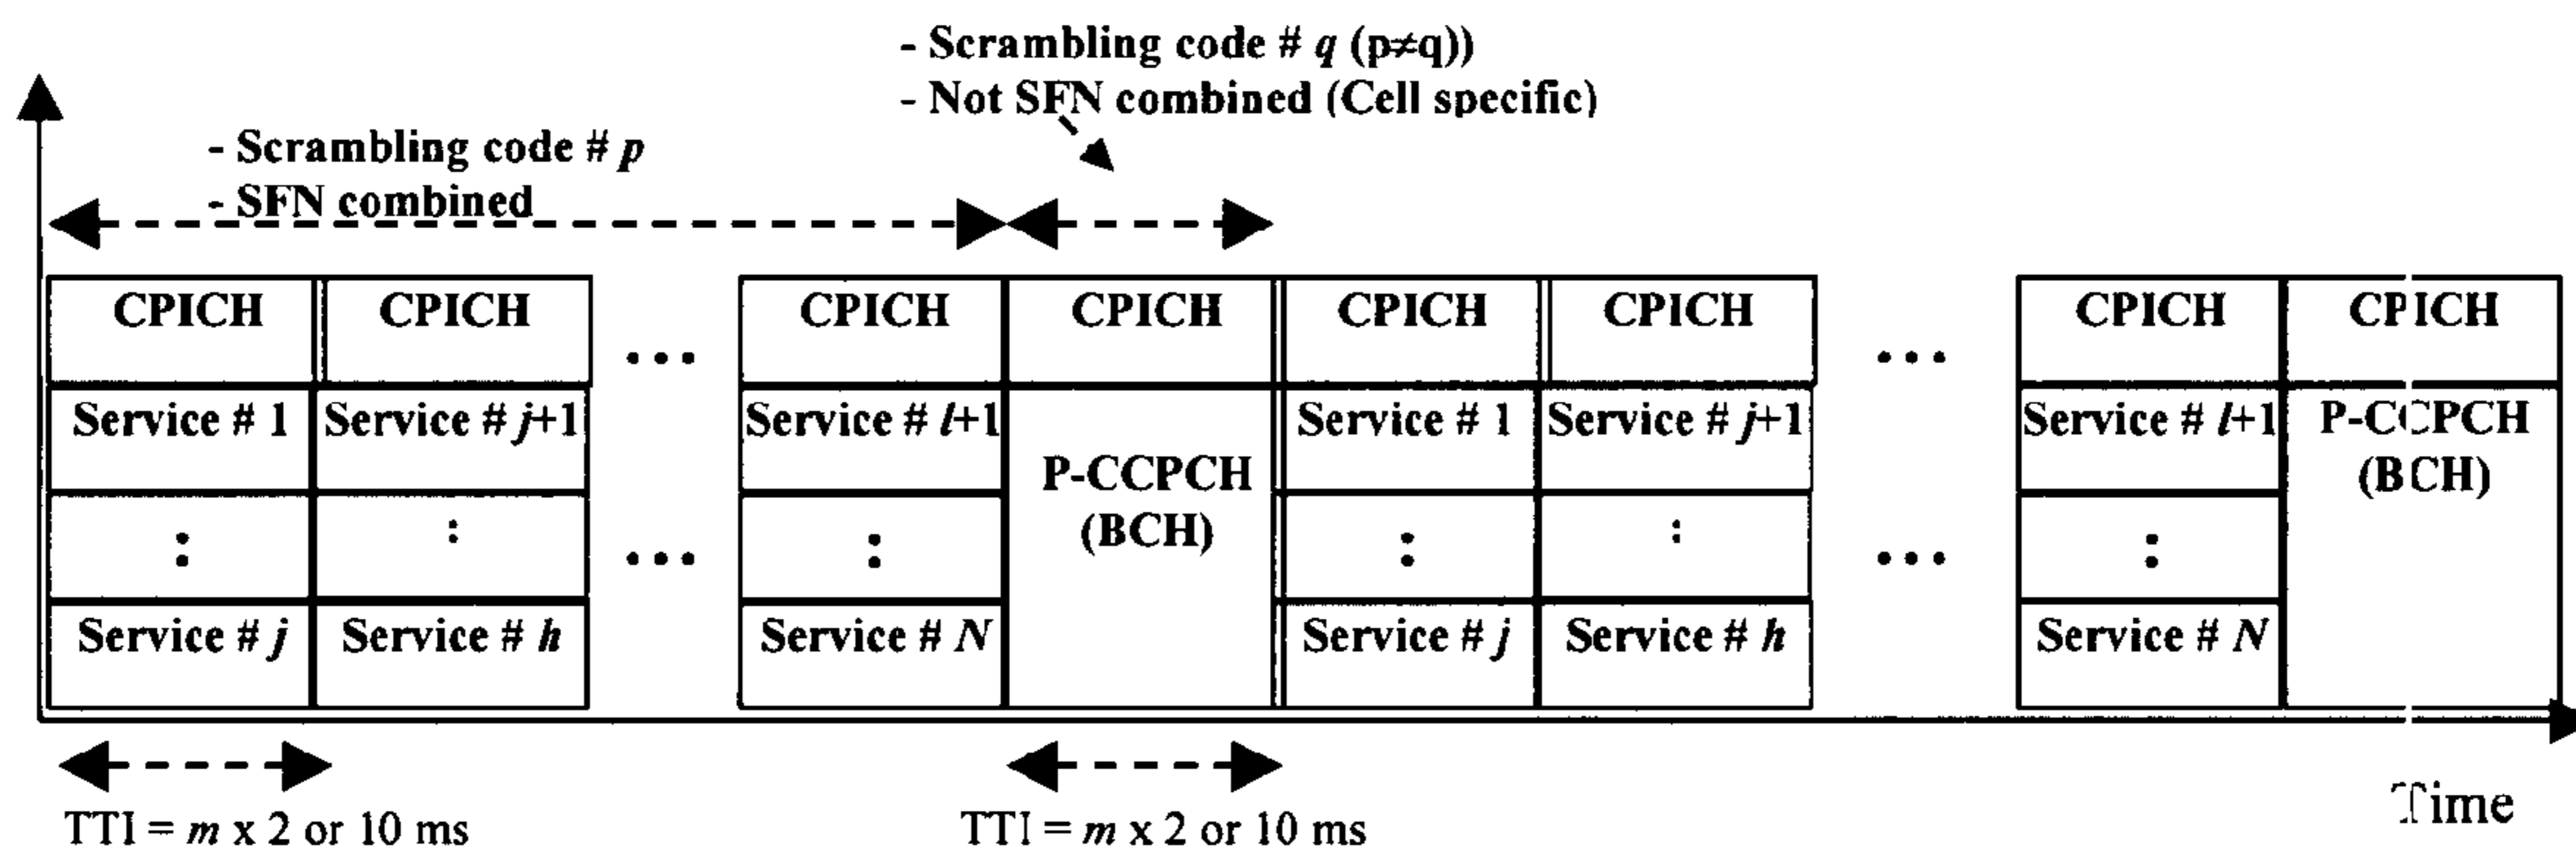 - Scrambling code # q (p≠q))
- Not SFN combined (Cell specific)
- Scrambling code # p
- SFN combined
CPICH CPICH ... CPICH CPICH CPICH CPICH ... CPICH CPICH
Service # 1 Service # j+1 Service # l+1 P-CCPCH Service # 1 Service # j+1 Service # l+1 P-CCPCH
: : ... : (BCH) : : ... : (BCH)
Service # j Service # h Service # N Service # j Service # h Service # N
TTI = m x 2 or 10 ms TTI = m x 2 or 10 ms Time